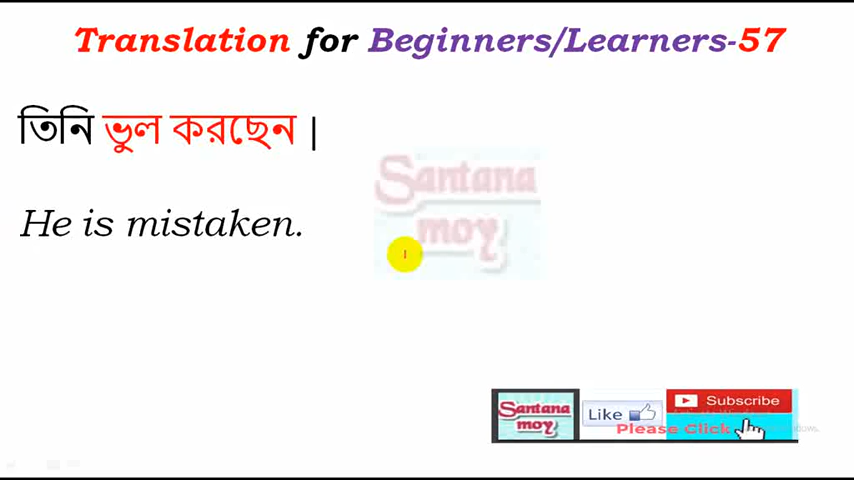 Translation for Beginners/Learners-57
তিনি ভুল করছেন |
Santana
moy
He is mistaken.
Santana
moy
Like
Subscribe
Please Click